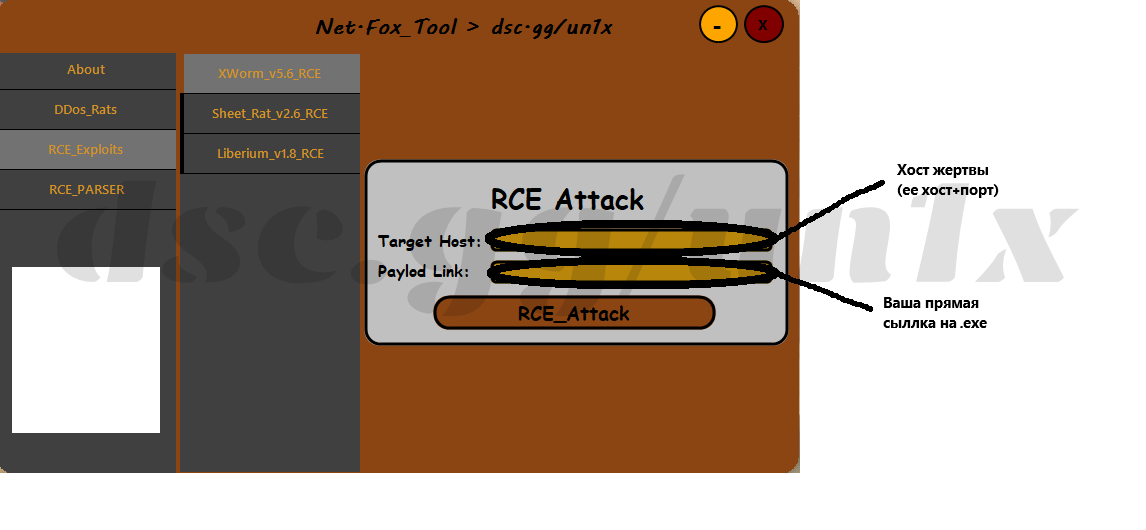 Net·Fox_Tool > dsc·gg/un1x
-
X
About
DDos_Rats
RCE_Exploits
RCE_PARSER
XWorm_v5.6_RCE
Sheet_Rat_v2.6_RCE
Liberium_v1.8_RCE
RCE Attack
Target Host:
Paylod Link:
RCE_Attack
Хост жертвы
(ее хост+порт)
Ваша прямая
сыллка на .exe
dsc.gg/un1x